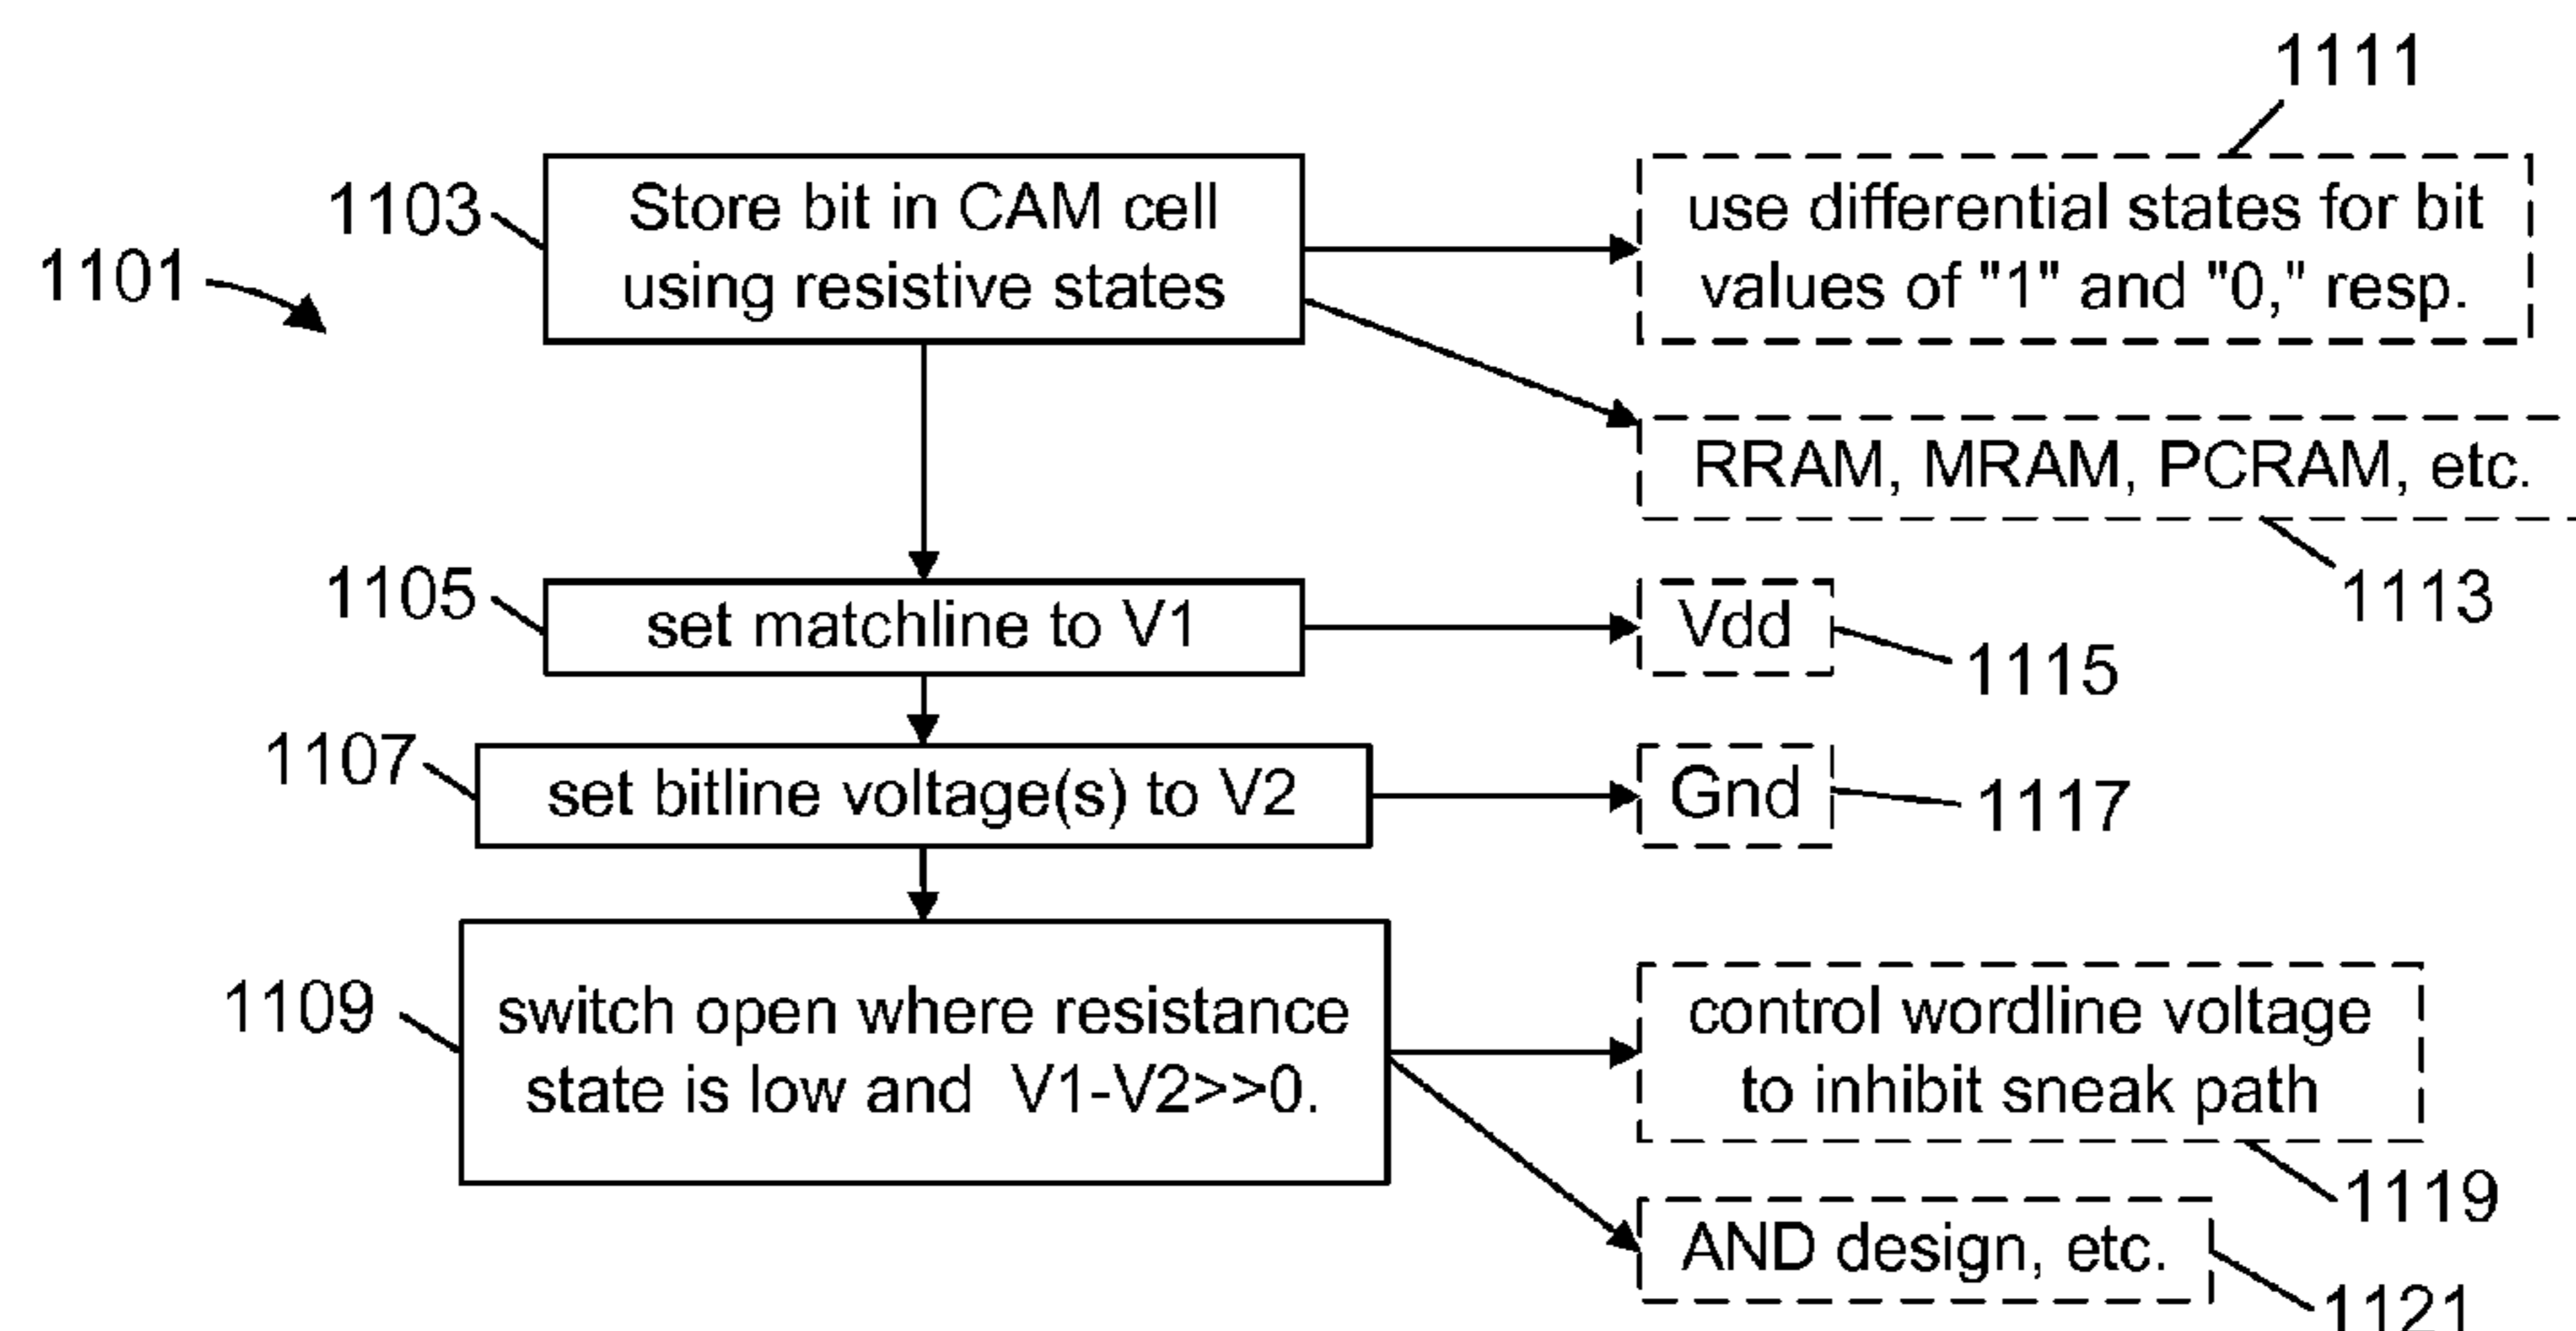 1111
1103
Store bit in CAM cell
using resistive states
use differential states for bit
values of "1" and "0," resp.
1101
RRAM, MRAM, PCRAM, etc.
1113
1105
set matchline to V1
Vdd
1115
1107
set bitline voltage(s) to V2
Gnd
1117
1109
switch open where resistance
state is low and V1-V2>>0.
control wordline voltage
to inhibit sneak path
1119
AND design, etc.
1121